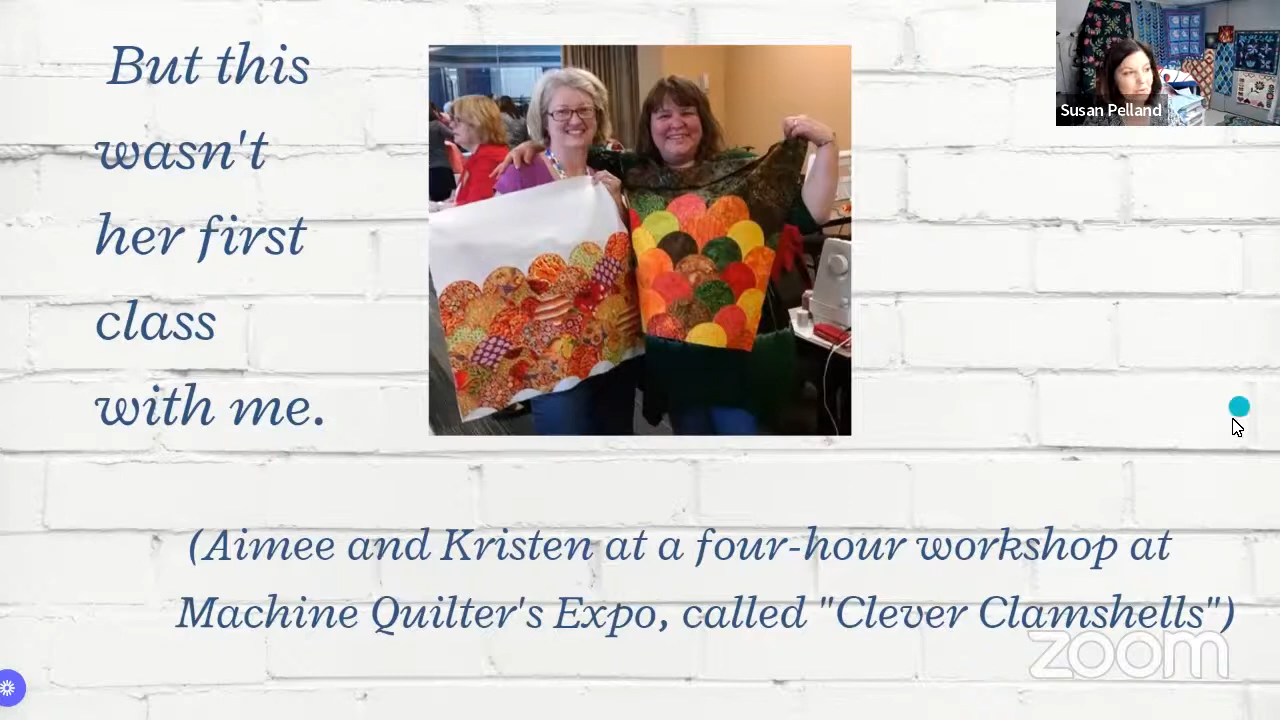 But this
wasn't
her first
class
with me.
Susan Pelland
(Aimee and Kristen at a four-hour workshop at
Machine Quilter's Expo, called "Clever Clamshells")
zoom